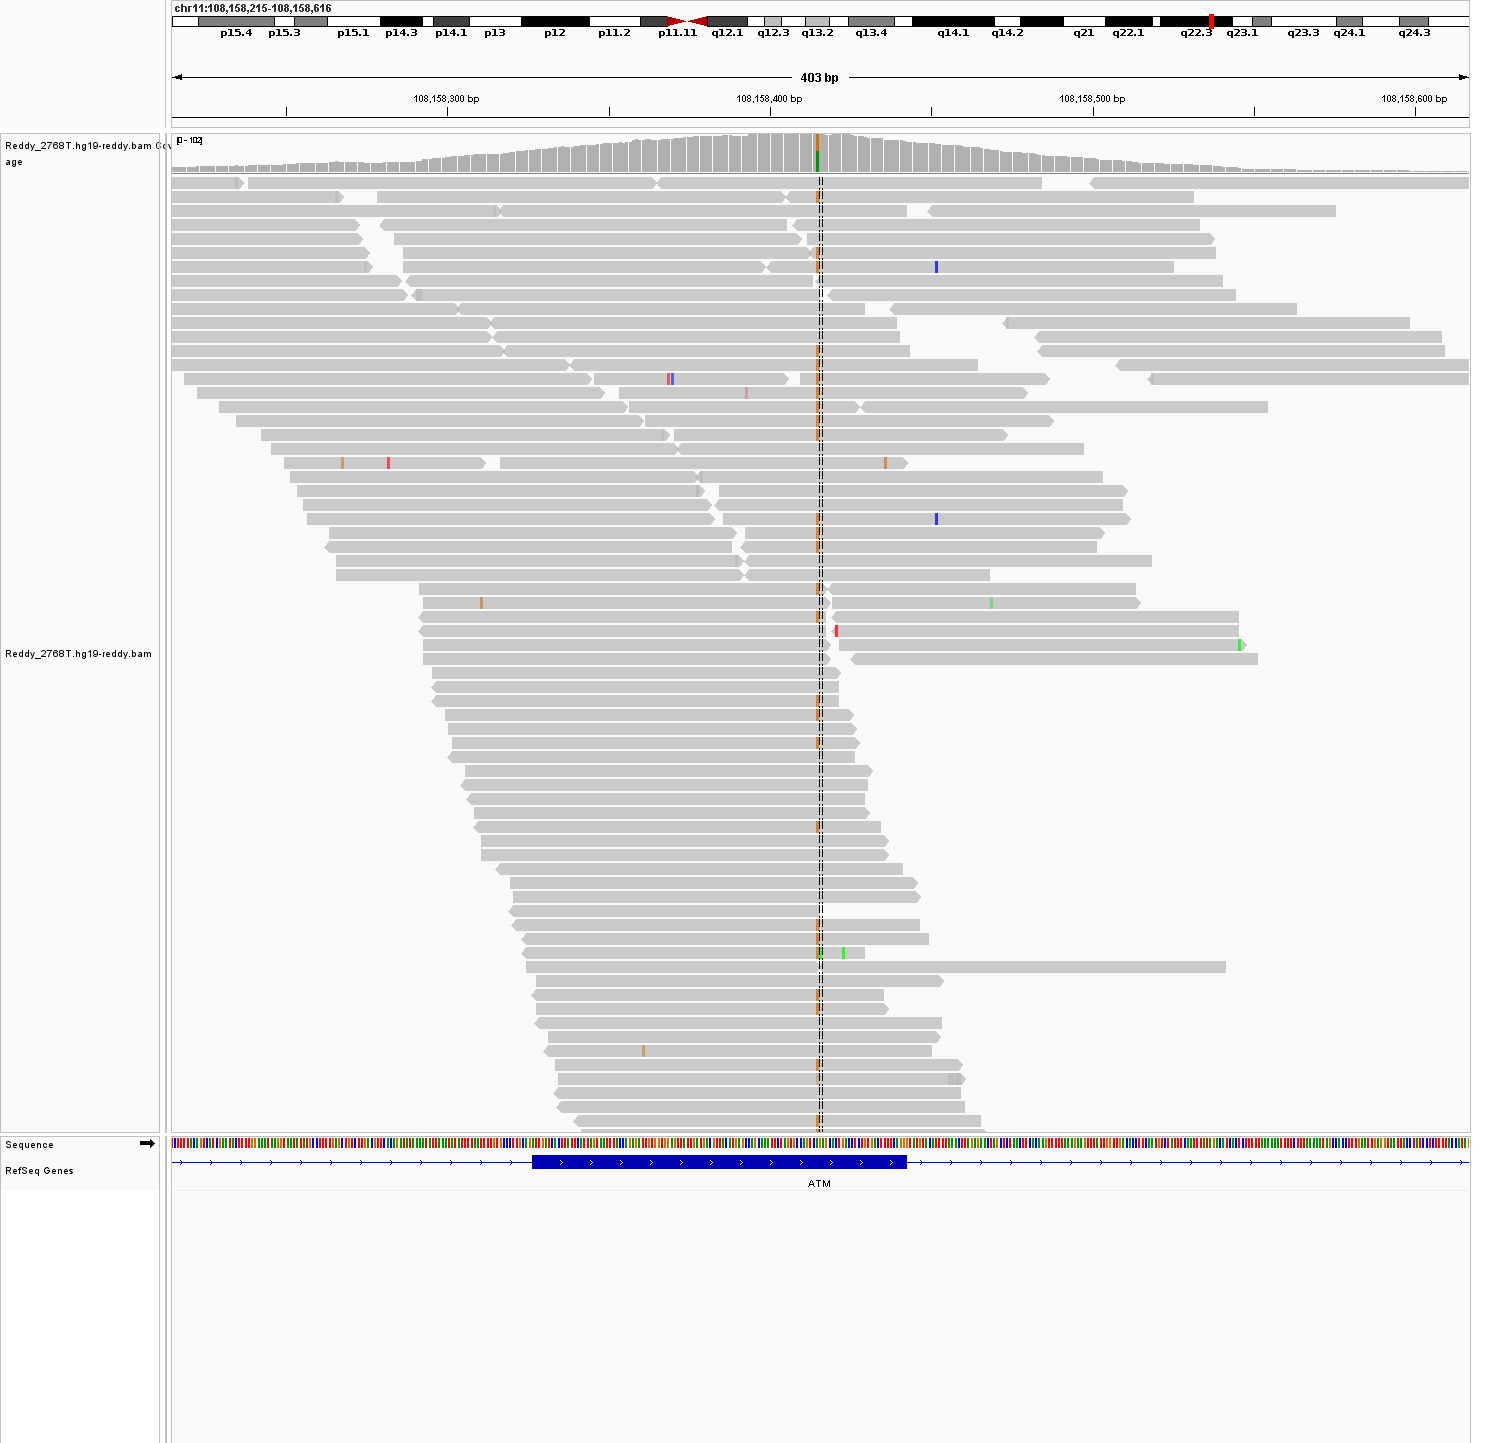 chr11:108,158,215-108,158,616
p15.4 p15.3 p15.1 p14.3 p14.1 p13 p12 p11.2 p11.11 q12.1 q12.3 q13.2 q13.4 q14.1 q14.2 q21 q22.1 q22.3 q23.1 q23.3 q24.1 q24.3
403 bp
108,158,300 bp 108,158,400 bp 108,158,500 bp 108,158,600 bp
Reddy_2768T.hg19-reddy.bam Cov
age
[0 - 102]
Reddy_2768T.hg19-reddy.bam
Sequence
RefSeq Genes
ATM